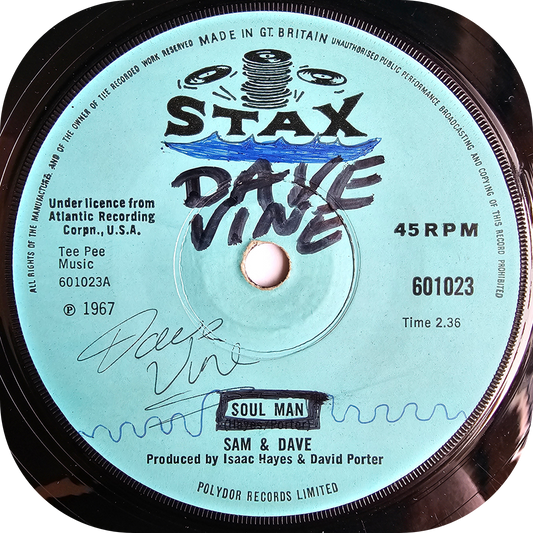 ALL RIGHTS OF THE MANUFACTURER AND OF THE OWNER OF THE RECORDED WORK RESERVED MADE IN GT. BRITAIN UNAUTHORISED PUBLIC PERFORMANCE BROADCASTING AND COPYING OF THIS RECORD PROHIBITED
STAX
DAVE
VINE
Under licence from
Atlantic Recording
Corpn., U.S.A.
45 RPM
Tee Pee
Music
601023A
601023
℗ 1967
Time 2.36
Dave
Vine
SOUL MAN
(Hayes/Porter)
SAM & DAVE
Produced by Isaac Hayes & David Porter
POLYDOR RECORDS LIMITED